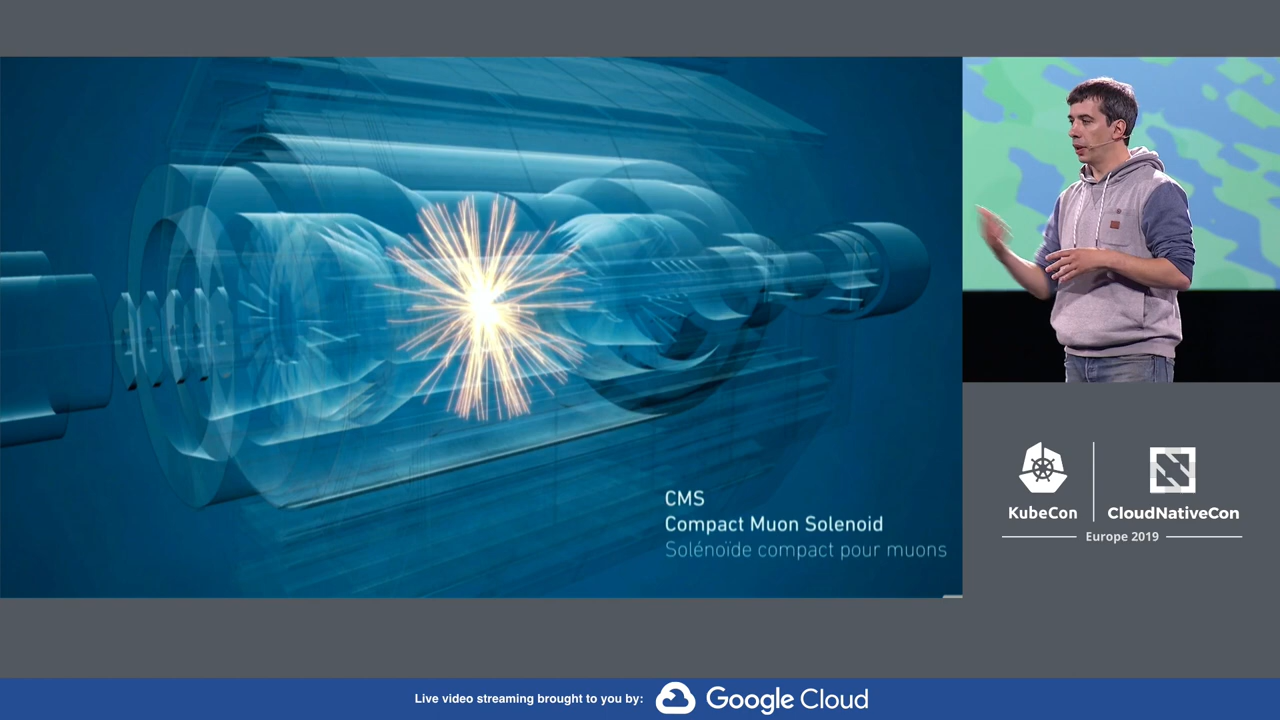 CMS
Compact Muon Solenoid
Solénoïde compact pour muons
KubeCon
CloudNativeCon
Europe 2019
Live video streaming brought to you by:
Google Cloud